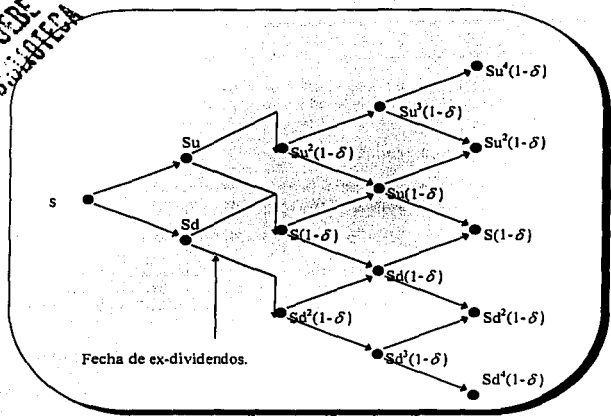 Su⁴(1-δ)
Su³(1-δ)
Su
Su²(1-δ)
Su²(1-δ)
Su(1-δ)
S
Sd
S(1-δ)
S(1-δ)
Sd(1-δ)
Sd²(1-δ)
Sd²(1-δ)
Fecha de ex-dividendos.
Sd³(1-δ)
Sd⁴(1-δ)